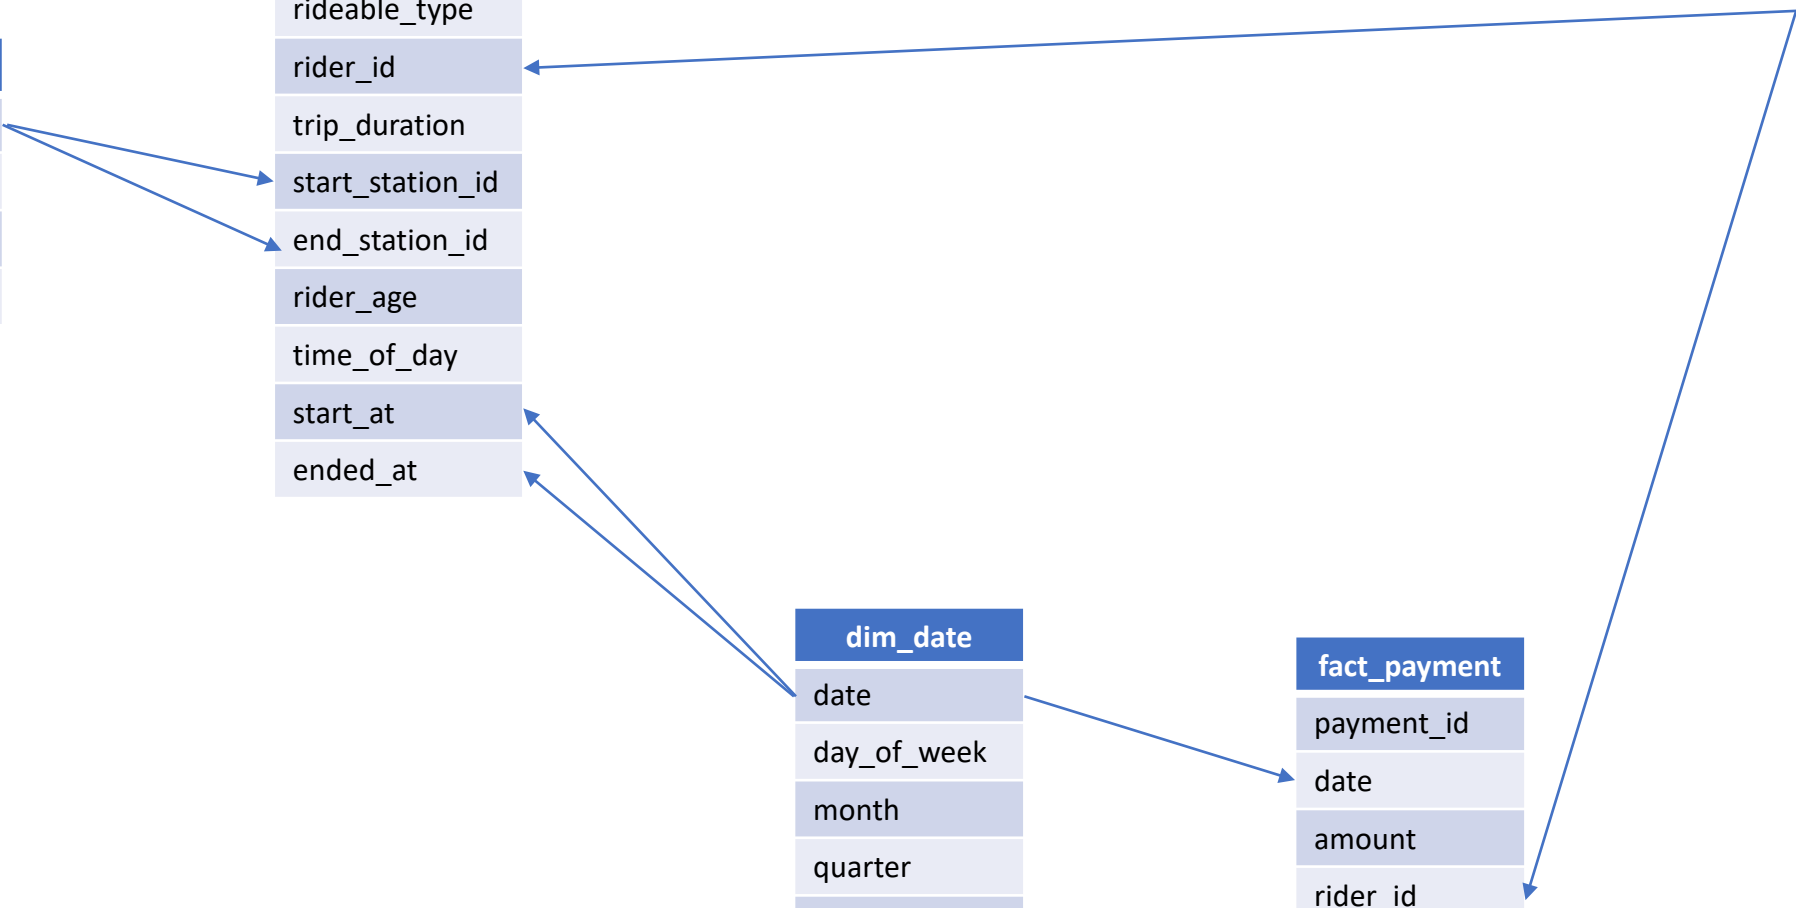 rideable_type
rider_id
trip_duration
start_station_id
end_station_id
rider_age
time_of_day
start_at
ended_at
dim_date
date
day_of_week
month
quarter
fact_payment
payment_id
date
amount
rider_id